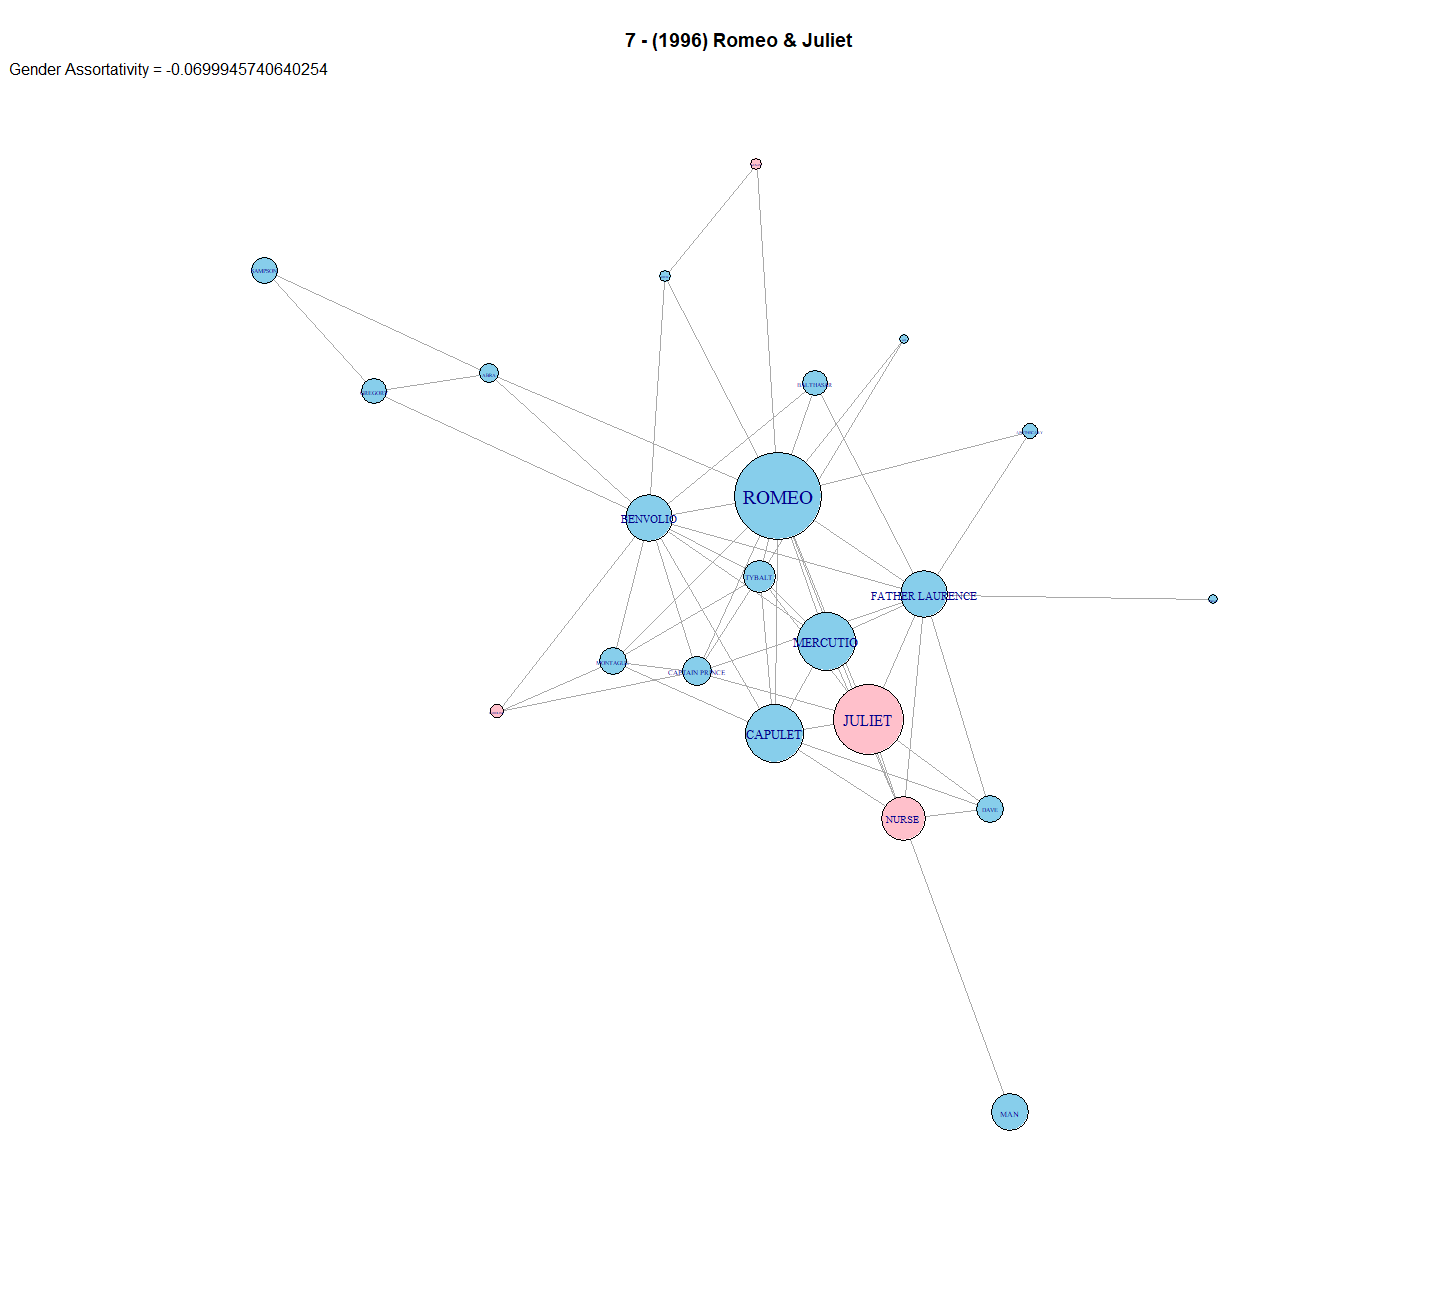 7 - (1996) Romeo & Juliet
Gender Assortativity = -0.0699945740640254
SAMPSON
ABRA
GREGORY
BALTHASAR
ROMEO
BENVOLIO
TYBALT
FATHER LAURENCE
MERCUTIO
MONTAGUE
CAPTAIN PRINCE
JULIET
CAPULET
DAVE
NURSE
MAN